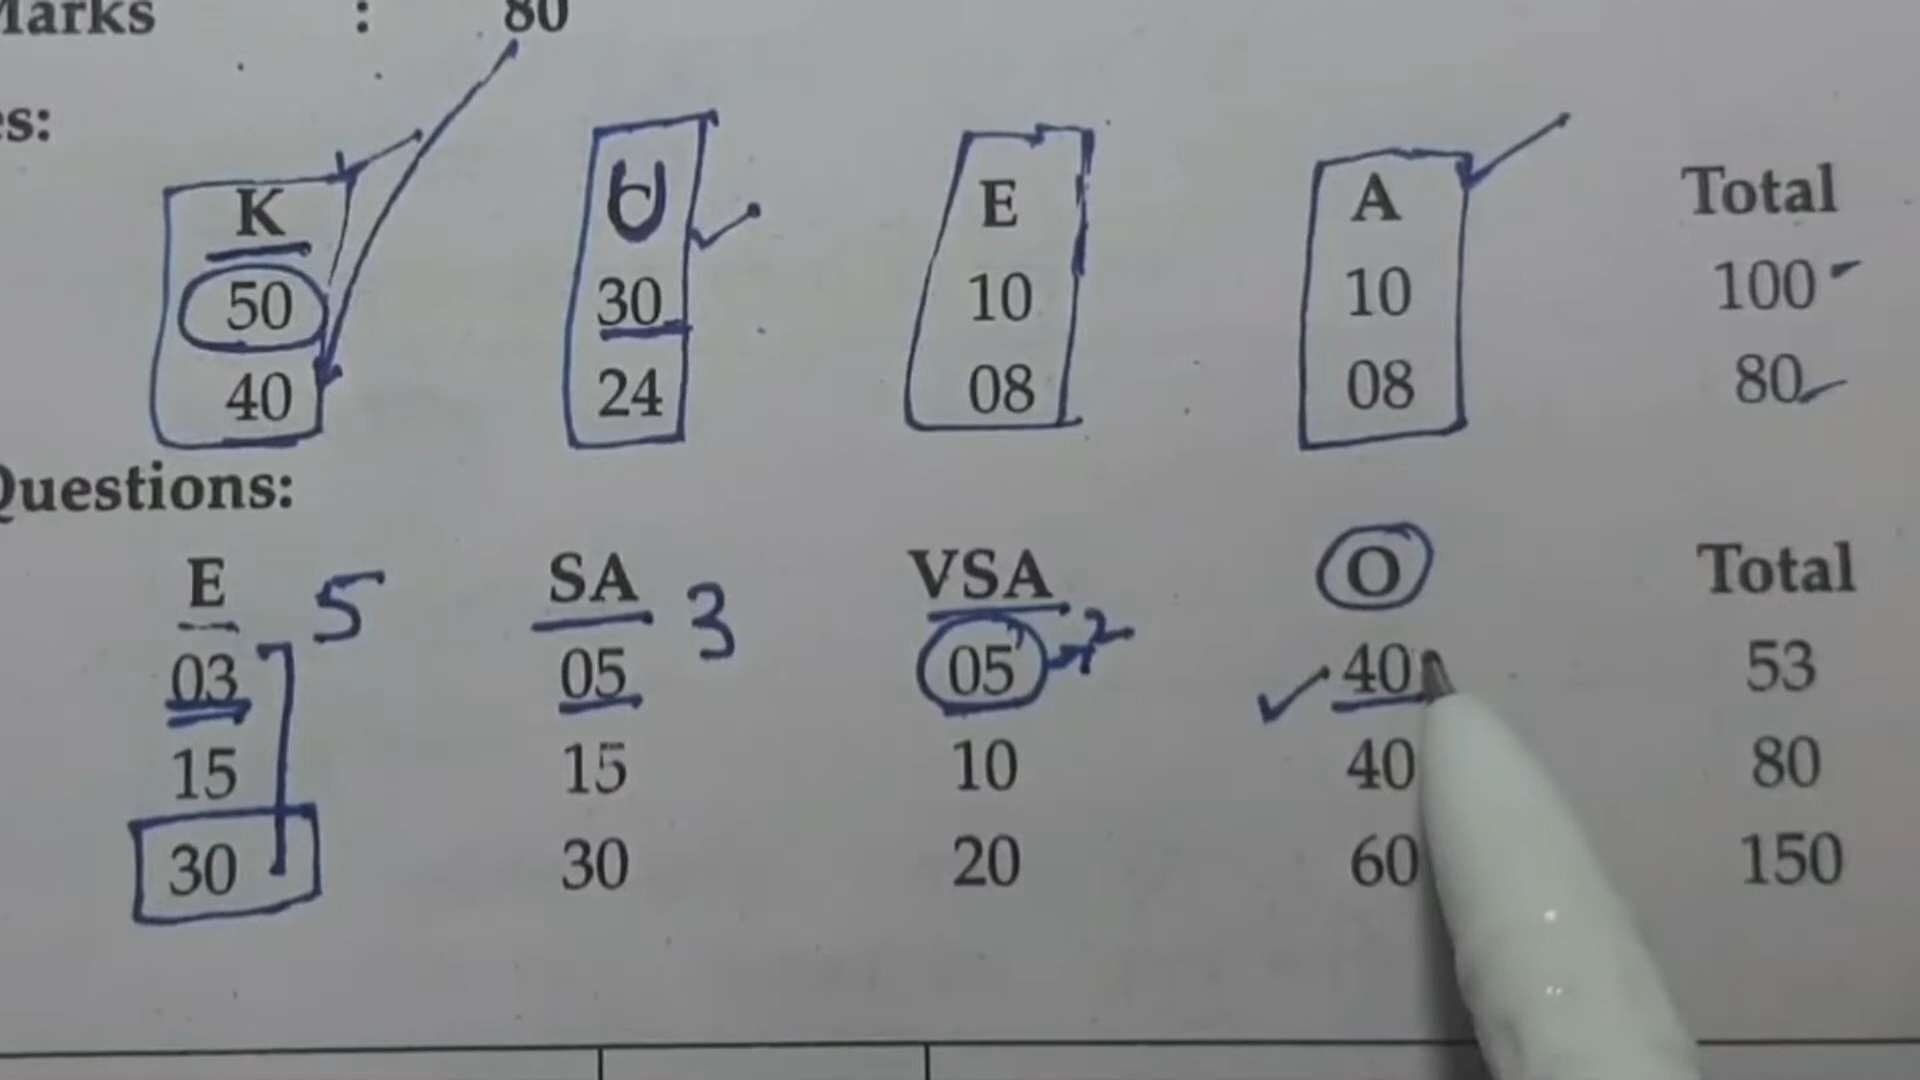 Marks : 80
es:
K U E A Total
50 30 10 10 100
40 24 08 08 80
Questions:
E 5 SA 3 VSA O Total
03 05 05 2 40 53
15 15 10 40 80
30 30 20 60 150